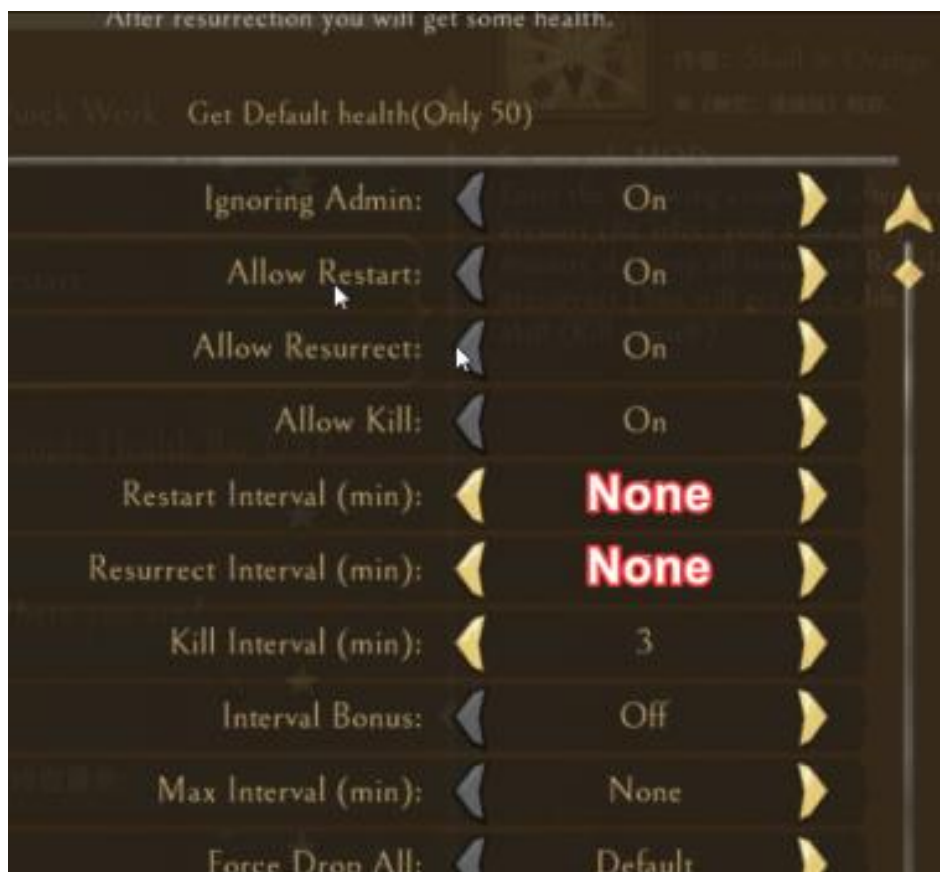 After resurrection you will get some health.
Get Default health(Only 50)
Ignoring Admin: On
Allow Restart: On
Allow Resurrect: On
Allow Kill: On
Restart Interval (min): None
Resurrect Interval (min): None
Kill Interval (min): 3
Interval Bonus: Off
Max Interval (min): None
Force Drop All: Default